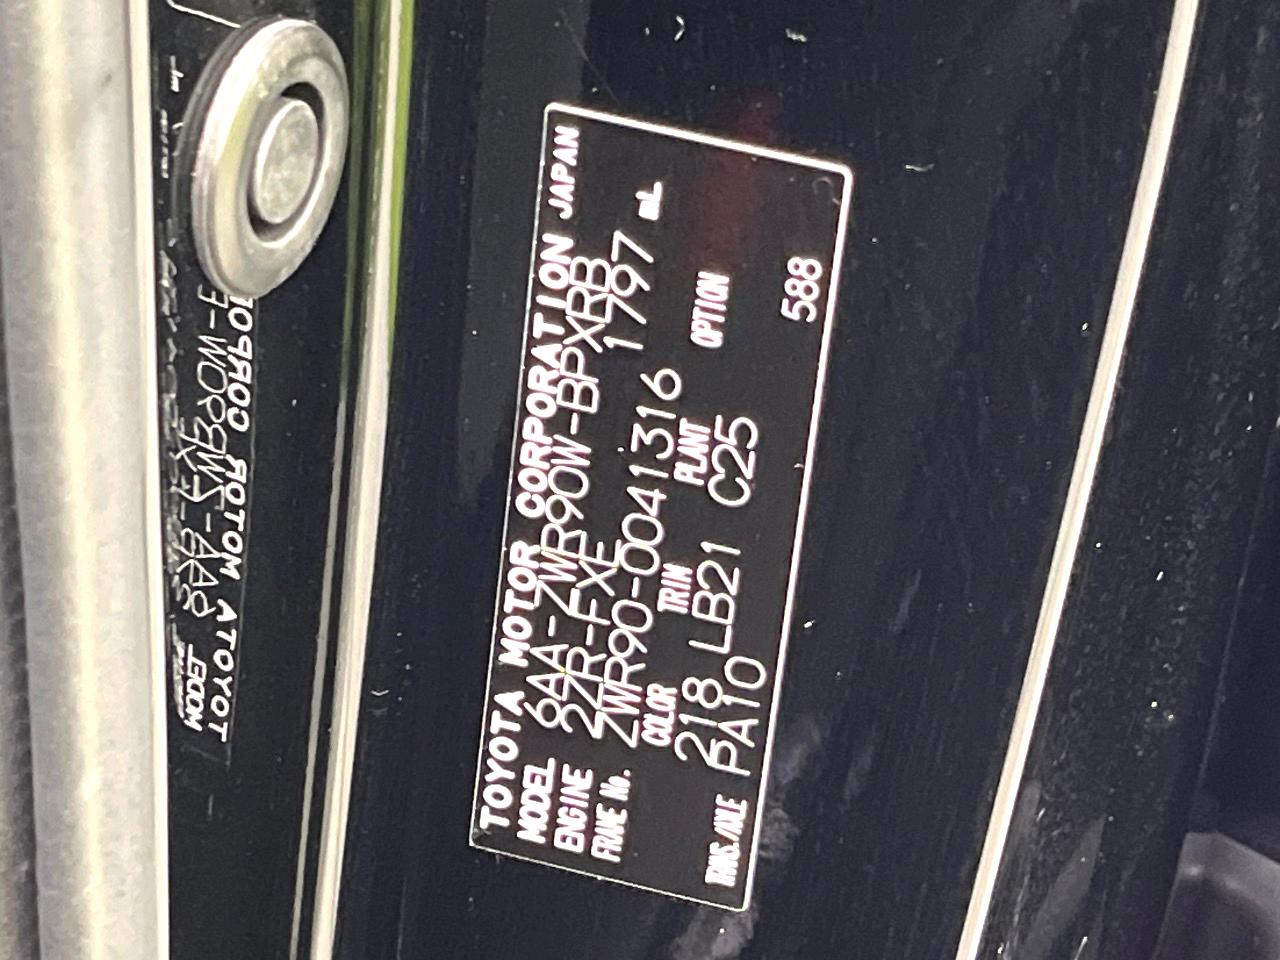 TOYOTA MOTOR CORPORATION JAPAN
MODEL 6AA-ZWR90W-BPXRB
ENGINE 2ZR-FXE 1797 mL
FRAME No. ZWR90-0041316
COLOR TRIM PLANT OPTION
218 LB21 C25
TRANS./AXLE PA10 588